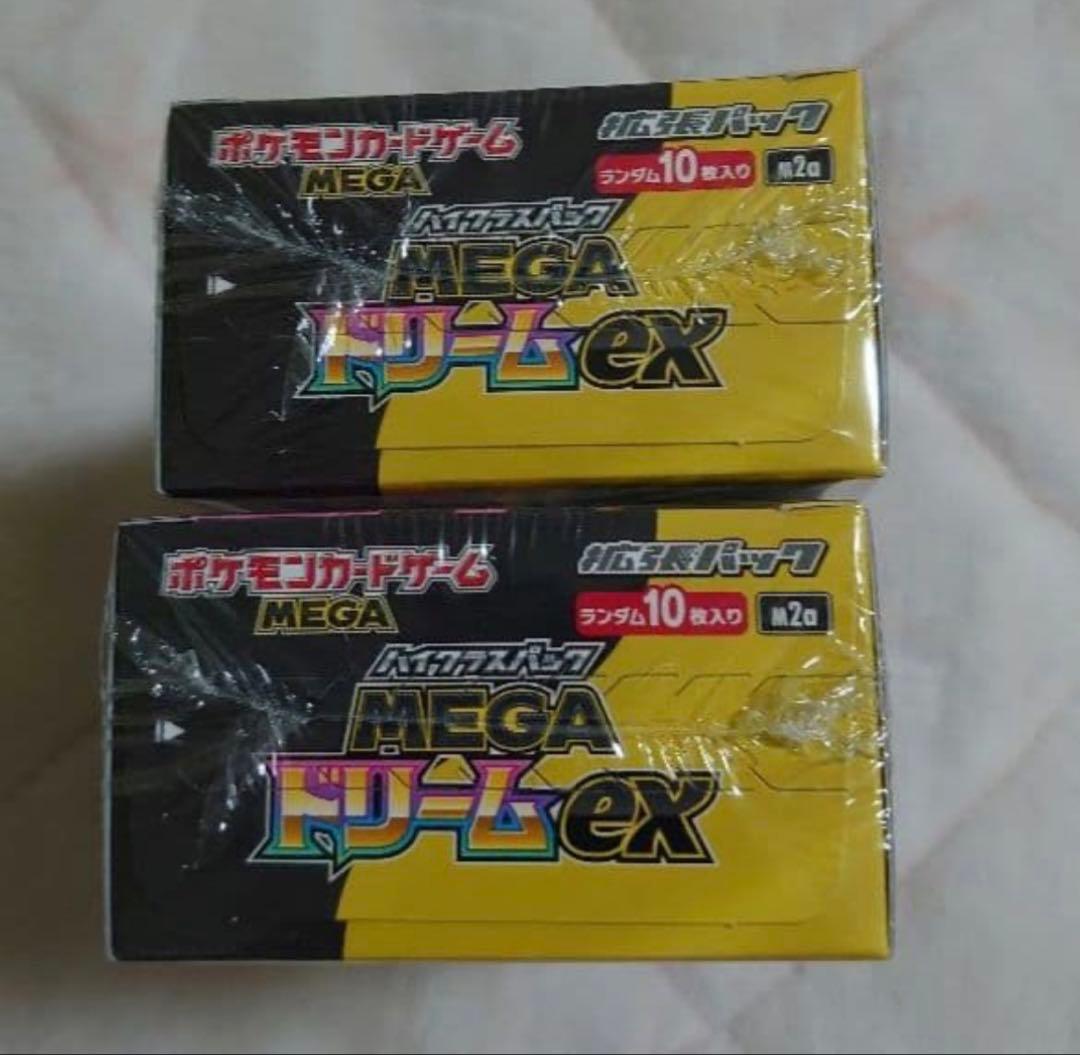 ポケモンカードゲーム
MEGA
拡張パック
ランダム10枚入り M2a
ハイクラスパック
MEGA
ドリームex
ポケモンカードゲーム
MEGA
拡張パック
ランダム10枚入り M2a
ハイクラスパック
MEGA
ドリームex